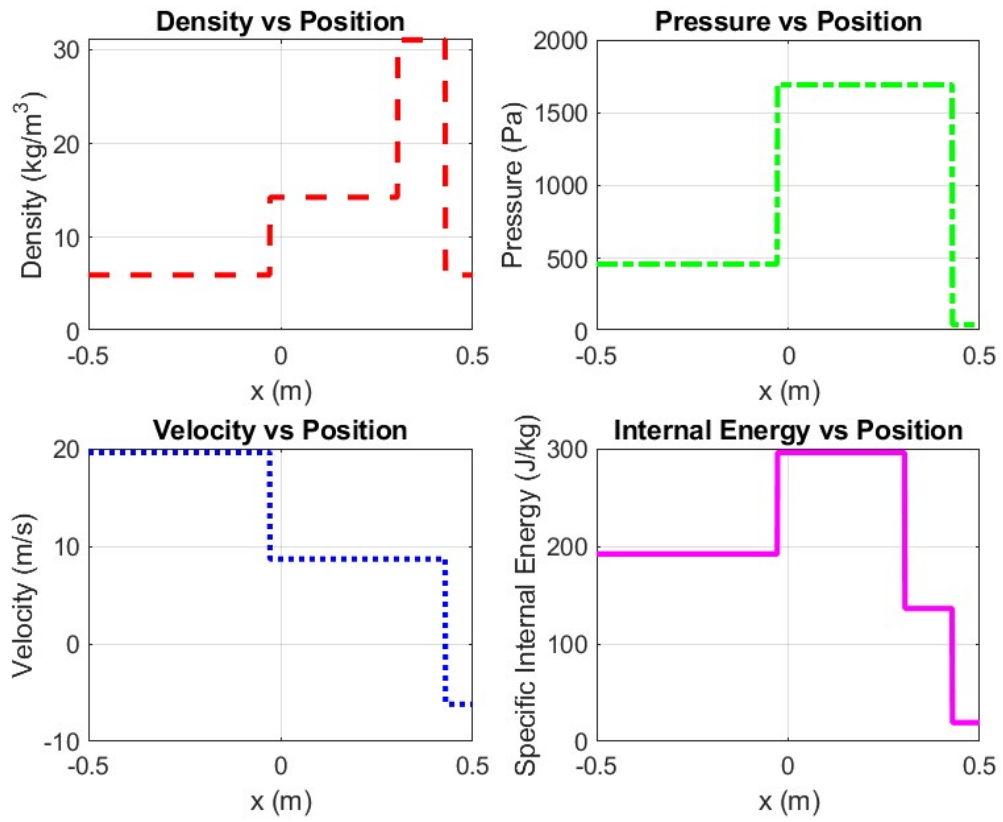 Density vs Position
Density (kg/m³)
30
20
10
0
-0.5
0
0.5
x (m)
Pressure vs Position
Pressure (Pa)
2000
1500
1000
500
0
-0.5
0
0.5
x (m)
Velocity vs Position
Velocity (m/s)
20
10
0
-10
-0.5
0
0.5
x (m)
Internal Energy vs Position
Specific Internal Energy (J/kg)
300
200
100
0
-0.5
0
0.5
x (m)